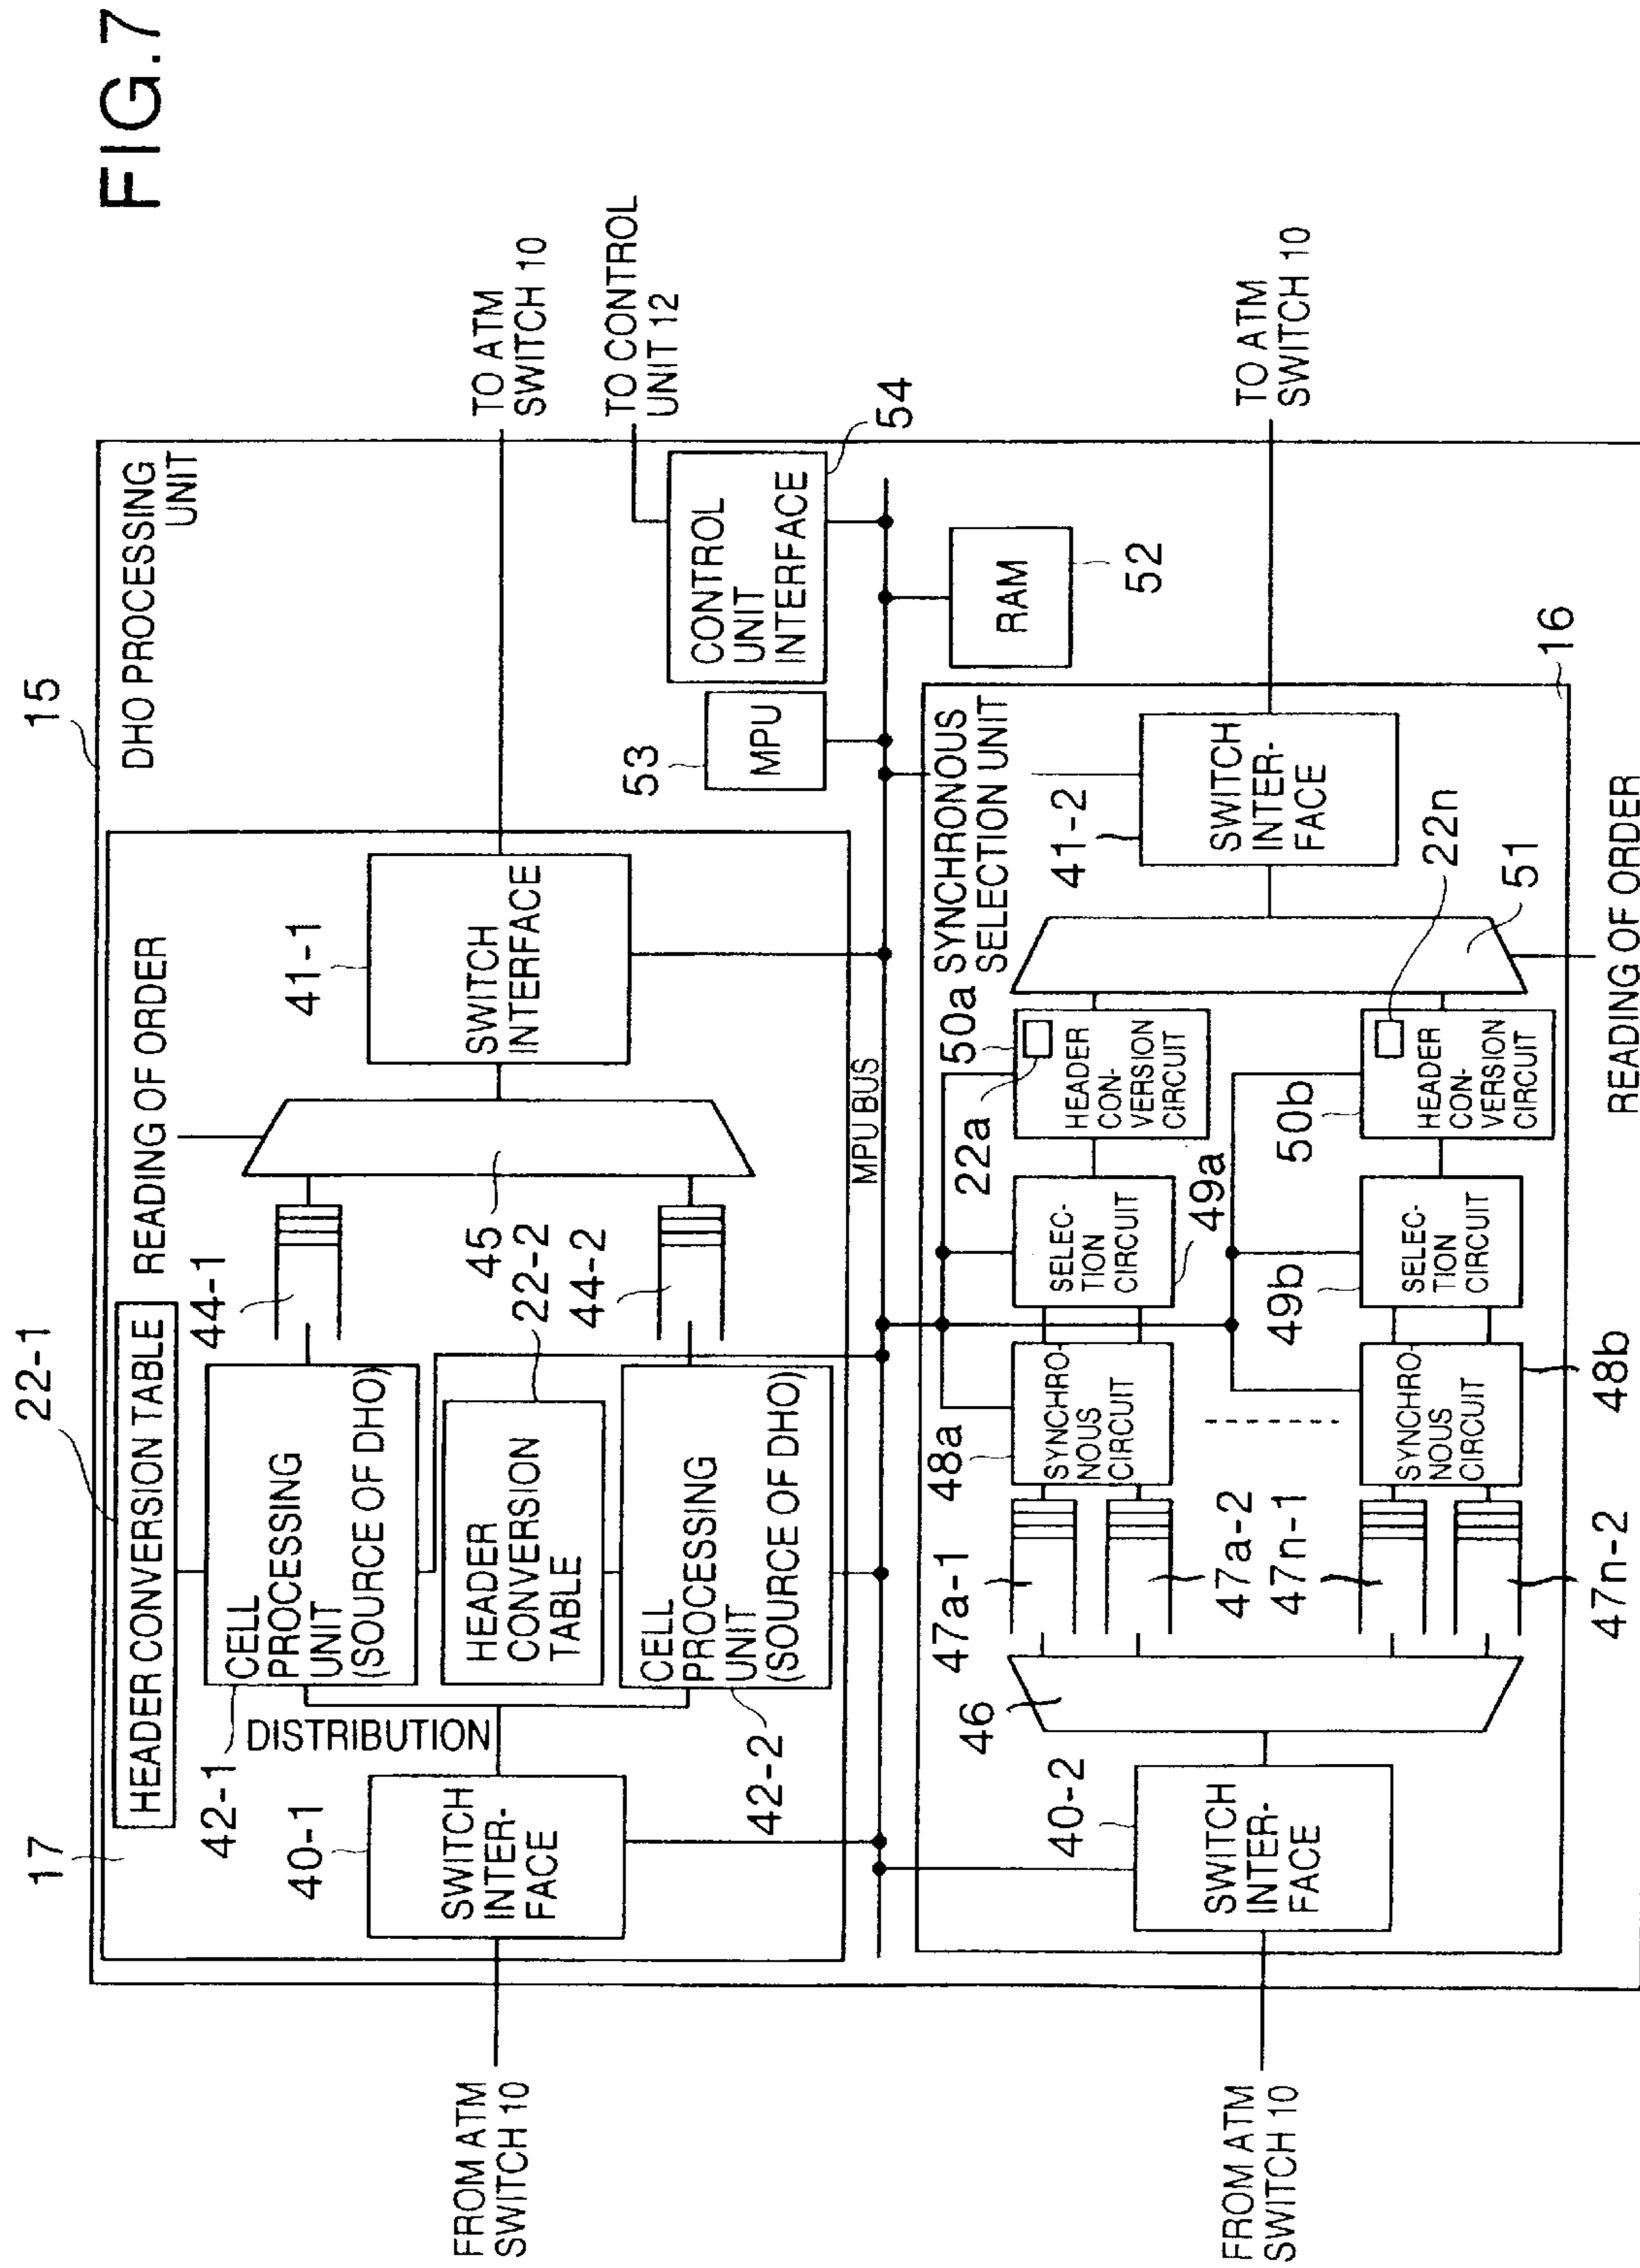 FIG.7
15
DHO PROCESSING
UNIT
22-1
17
HEADER CONVERSION TABLE
READING OF ORDER
42-1
CELL
PROCESSING
UNIT
(SOURCE OF DHO)
44-1
DISTRIBUTION
40-1
SWITCH
INTER-
FACE
HEADER
CONVERSION
TABLE
22-2
45
41-1
SWITCH
INTERFACE
TO ATM
SWITCH 10
FROM ATM
SWITCH 10
42-2
CELL
PROCESSING
UNIT
(SOURCE OF DHO)
44-2
MPU BUS
53
MPU
CONTROL
UNIT
INTERFACE
54
TO CONTROL
UNIT 12
RAM
52
SYNCHRONOUS
SELECTION UNIT
16
40-2
SWITCH
INTER-
FACE
46
47a-1
47a-2
47n-1
47n-2
48a
SYNCHRO-
NOUS
CIRCUIT
SELEC-
TION
CIRCUIT
49a
22a
50a
HEADER
CON-
VERSION
CIRCUIT
SYNCHRO-
NOUS
CIRCUIT
48b
49b
SELEC-
TION
CIRCUIT
50b
HEADER
CON-
VERSION
CIRCUIT
22n
51
41-2
SWITCH
INTER-
FACE
TO ATM
SWITCH 10
FROM ATM
SWITCH 10
READING OF ORDER